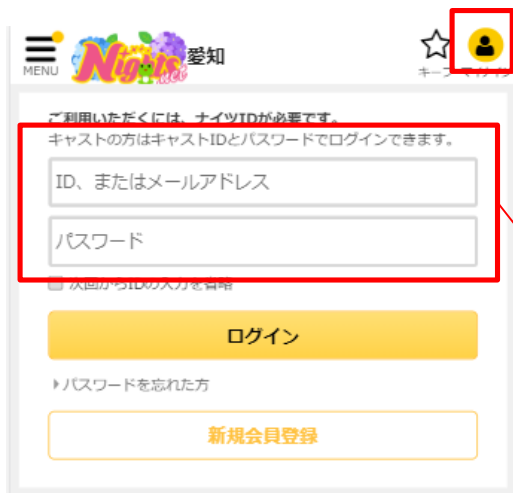 MENU
Nights.net
愛知
キープ マイページ
ご利用いただくには、ナイツIDが必要です。
キャストの方はキャストIDとパスワードでログインできます。
ID、またはメールアドレス
パスワード
次回からIDの入力を省略
ログイン
パスワードを忘れた方
新規会員登録